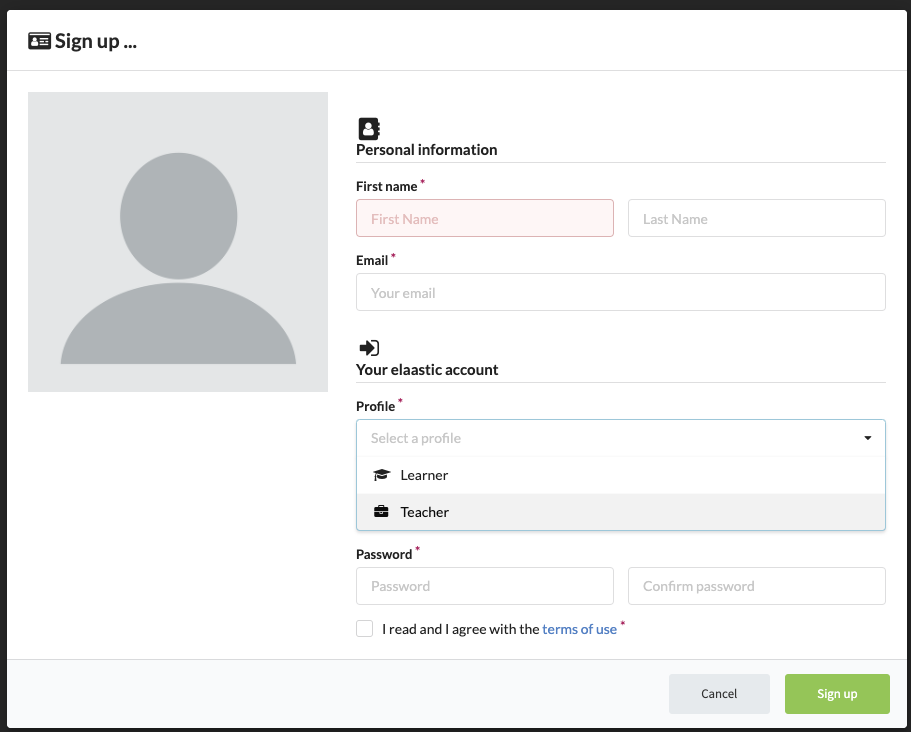 Sign up ...
Personal information
First name *
First Name Last Name
Email *
Your email
Your elaastic account
Profile *
Select a profile
Learner
Teacher
Password *
Password Confirm password
I read and I agree with the terms of use *
Cancel Sign up